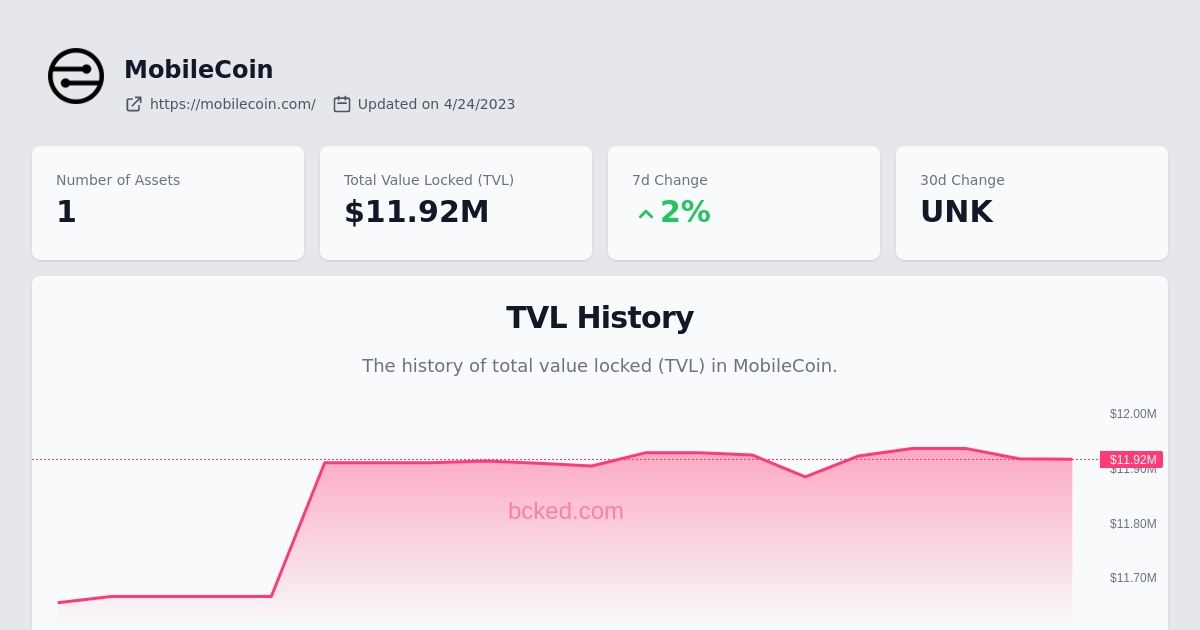 MobileCoin
https://mobilecoin.com/ Updated on 4/24/2023
Number of Assets
1
Total Value Locked (TVL)
$11.92M
7d Change
2%
30d Change
UNK
TVL History
The history of total value locked (TVL) in MobileCoin.
$12.00M
$11.92M
$11.90M
bcked.com
$11.80M
$11.70M